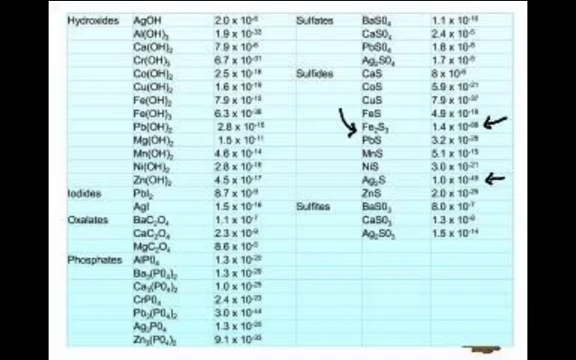 Hydroxides AgOH 2.0 x 10⁻⁸ Sulfates BaSO₄ 1.1 x 10⁻¹⁰
Al(OH)₃ 1.9 x 10⁻³³ CaSO₄ 2.4 x 10⁻⁵
Ca(OH)₂ 7.9 x 10⁻⁶ PbSO₄ 1.8 x 10⁻⁸
Cr(OH)₃ 6.7 x 10⁻³¹ Ag₂SO₄ 1.7 x 10⁻⁵
Co(OH)₂ 2.5 x 10⁻¹⁶ Sulfides CaS 8 x 10⁻⁶
Cu(OH)₂ 1.6 x 10⁻¹⁹ CoS 5.9 x 10⁻²¹
Fe(OH)₂ 7.9 x 10⁻¹⁵ CuS 7.9 x 10⁻³⁷
Fe(OH)₃ 6.3 x 10⁻³⁸ FeS 4.9 x 10⁻¹⁸
Pb(OH)₂ 2.8 x 10⁻¹⁶ Fe₂S₃ 1.4 x 10⁻⁸⁸
Mg(OH)₂ 1.5 x 10⁻¹¹ PbS 3.2 x 10⁻²⁸
Mn(OH)₂ 4.6 x 10⁻¹⁴ MnS 5.1 x 10⁻¹⁵
Ni(OH)₂ 2.8 x 10⁻¹⁶ NiS 3.0 x 10⁻²¹
Zn(OH)₂ 4.5 x 10⁻¹⁷ Ag₂S 1.0 x 10⁻⁴⁹
Iodides PbI₂ 8.7 x 10⁻⁹ ZnS 2.0 x 10⁻²⁵
AgI 1.5 x 10⁻¹⁶ Sulfites BaSO₃ 8.0 x 10⁻⁷
Oxalates BaC₂O₄ 1.1 x 10⁻⁷ CaSO₃ 1.3 x 10⁻⁸
CaC₂O₄ 2.3 x 10⁻⁹ Ag₂SO₃ 1.5 x 10⁻¹⁴
MgC₂O₄ 8.6 x 10⁻⁵
Phosphates AlPO₄ 1.3 x 10⁻²⁰
Ba₃(PO₄)₂ 1.3 x 10⁻²⁹
Ca₃(PO₄)₂ 1.0 x 10⁻²⁵
CrPO₄ 2.4 x 10⁻²³
Pb₃(PO₄)₂ 3.0 x 10⁻⁴⁴
Ag₃PO₄ 1.3 x 10⁻²⁰
Zn₃(PO₄)₂ 9.1 x 10⁻³³